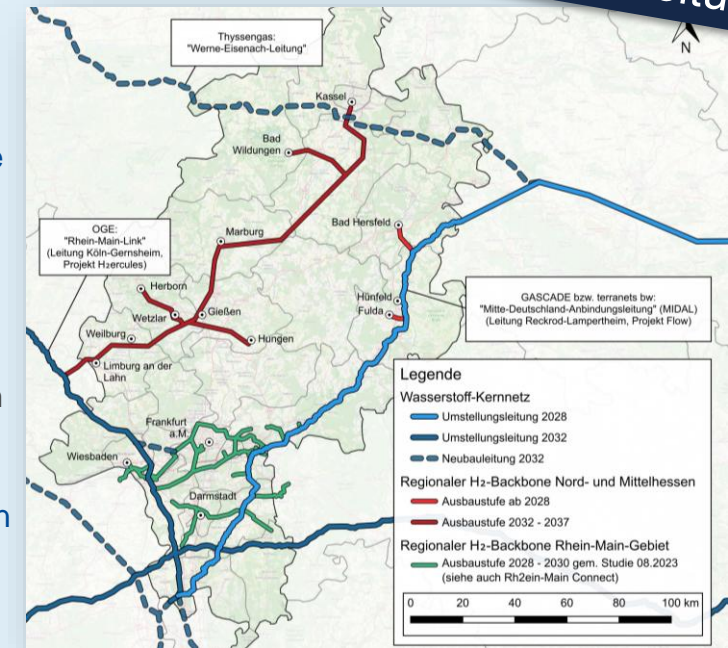 N
Thyssengas:
"Werne-Eisenach-Leitung"
Kassel
Bad
Wildungen
OGE:
"Rhein-Main-Link"
(Leitung Köln-Gernsheim,
Projekt H₂ercules)
Marburg
Bad Hersfeld
Herborn
Wetzlar
Gießen
Hünfeld
Fulda
GASCADE bzw. terranets bw:
"Mitte-Deutschland-Anbindungsleitung" (MIDAL)
(Leitung Reckrod-Lampertheim, Projekt Flow)
Weilburg
Hungen
Limburg an der
Lahn
Frankfurt
a.M.
Wiesbaden
Darmstadt
Legende
Wasserstoff-Kernnetz
Umstellungsleitung 2028
Umstellungsleitung 2032
Neubauleitung 2032
Regionaler H₂-Backbone Nord- und Mittelhessen
Ausbaustufe ab 2028
Ausbaustufe 2032 - 2037
Regionaler H₂-Backbone Rhein-Main-Gebiet
Ausbaustufe 2028 - 2030 gem. Studie 08.2023
(siehe auch Rh2ein-Main Connect)
0 20 40 60 80 100 km